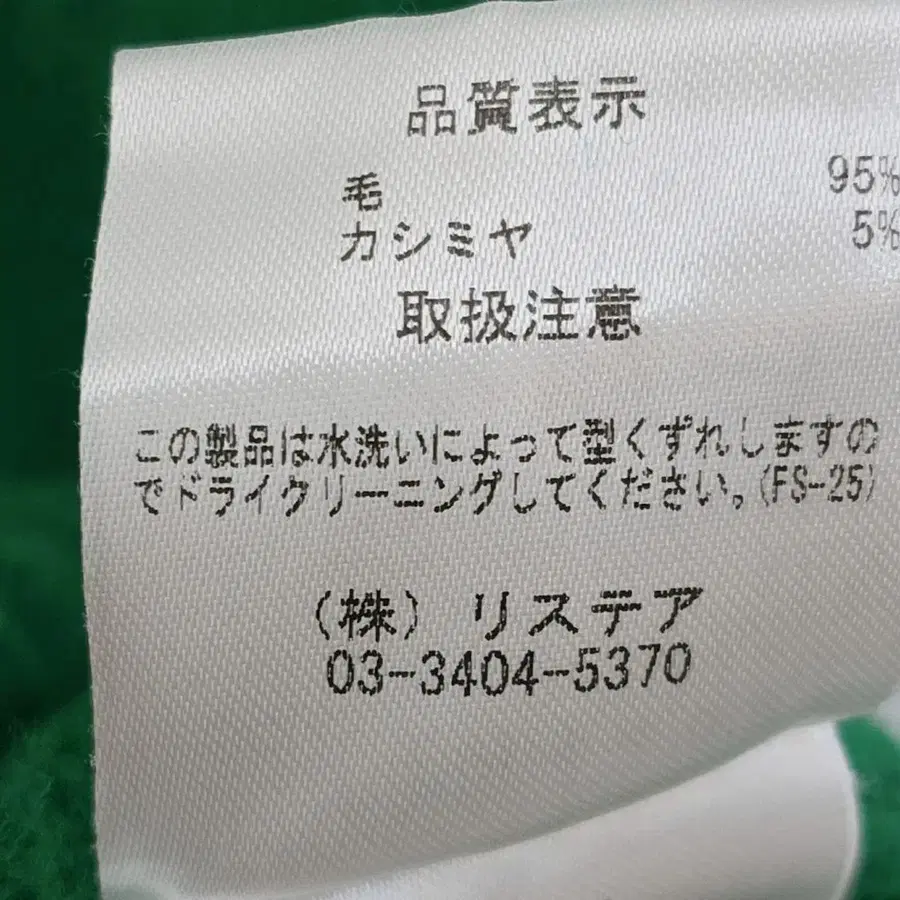 品質表示
毛 95%
カシミヤ 5%
取扱注意
この製品は水洗いによって型くずれしますの
でドライクリーニングしてください。(FS-25)
(株) リステア
03-3404-5370